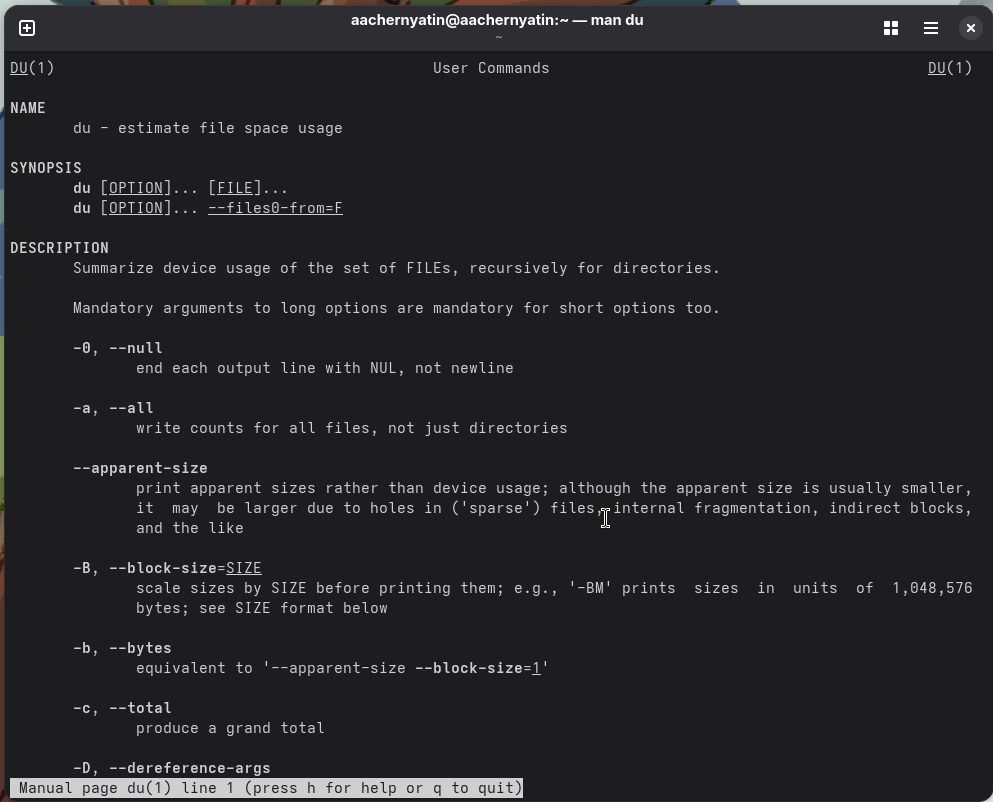 aachernyatin@aachernyatin:~ — man du
~
DU(1) User Commands DU(1)
NAME
du - estimate file space usage
SYNOPSIS
du [OPTION]... [FILE]...
du [OPTION]... --files0-from=F
DESCRIPTION
Summarize device usage of the set of FILEs, recursively for directories.
Mandatory arguments to long options are mandatory for short options too.
-0, --null
end each output line with NUL, not newline
-a, --all
write counts for all files, not just directories
--apparent-size
print apparent sizes rather than device usage; although the apparent size is usually smaller,
it may be larger due to holes in ('sparse') files, internal fragmentation, indirect blocks,
and the like
-B, --block-size=SIZE
scale sizes by SIZE before printing them; e.g., '-BM' prints sizes in units of 1,048,576
bytes; see SIZE format below
-b, --bytes
equivalent to '--apparent-size --block-size=1'
-c, --total
produce a grand total
-D, --dereference-args
Manual page du(1) line 1 (press h for help or q to quit)